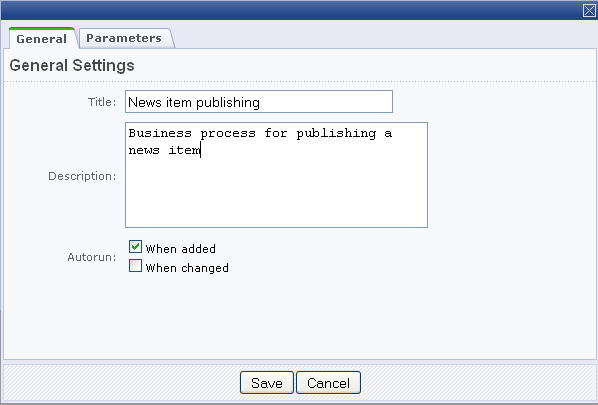 General Parameters
General Settings
Title: News item publishing
Description: Business process for publishing a
news item
Autorun: When added
When changed
Save Cancel